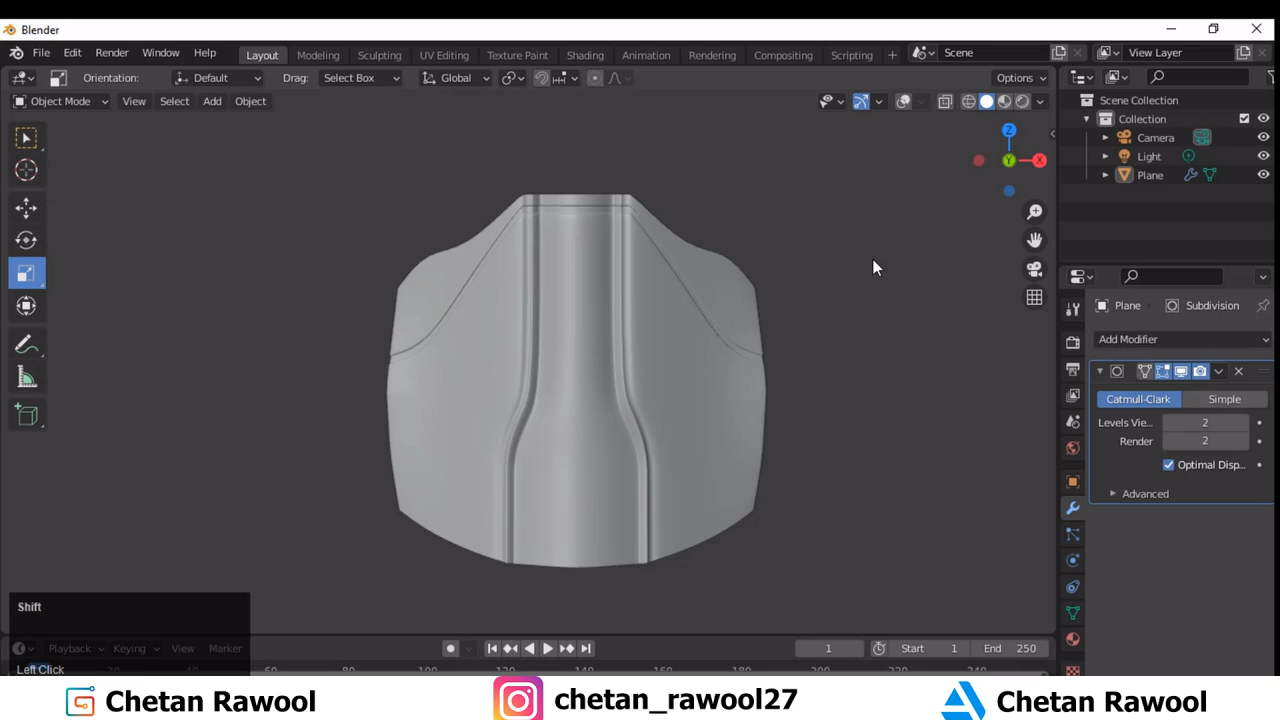 Blender
File Edit Render Window Help Layout Modeling Sculpting UV Editing Texture Paint Shading Animation Rendering Compositing Scripting + Scene View Layer
Orientation: Default Drag: Select Box Global Options
Object Mode View Select Add Object
Scene Collection
Collection
Camera
Light
Plane
Z
Y X
Plane Subdivision
Add Modifier
Catmull-Clark Simple
Levels Vie... 2
Render 2
Optimal Disp...
Advanced
Shift
Left Click
Playback Keying View Marker 1 Start 1 End 250
Chetan Rawool chetan_rawool27 Chetan Rawool